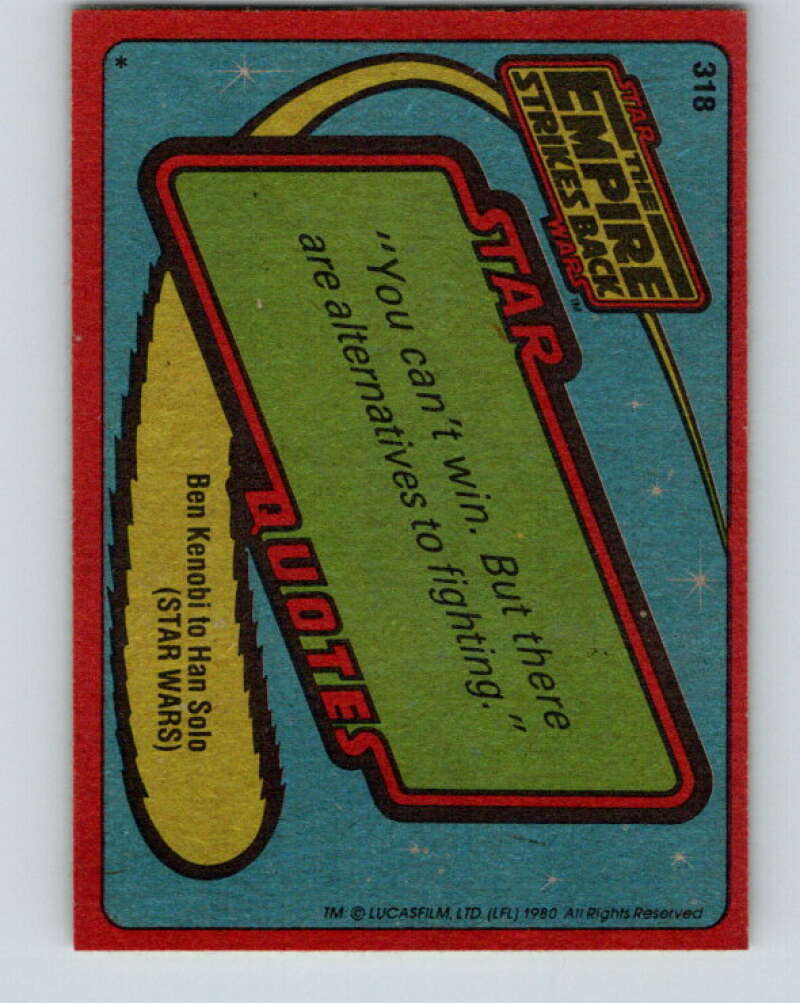 318
STAR
THE
EMPIRE
STRIKES BACK
WARS™
STAR
"You can't win. But there
are alternatives to fighting."
QUOTES
Ben Kenobi to Han Solo
(STAR WARS)
*
TM: © LUCASFILM, LTD. (LFL) 1980 All Rights Reserved